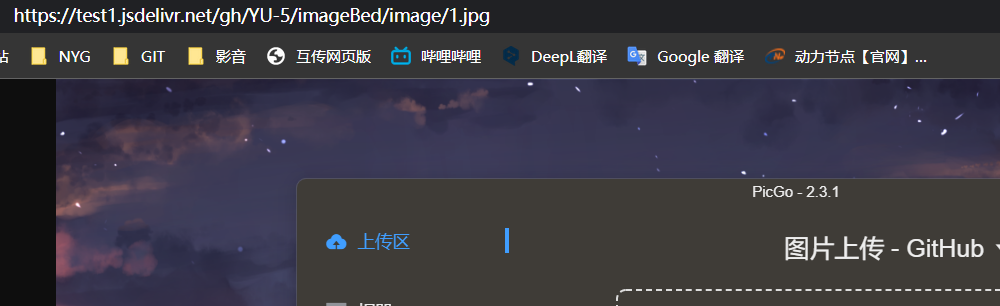 https://test1.jsdelivr.net/gh/YU-5/imageBed/image/1.jpg
站 NYG GIT 影音 互传网页版 哔哩哔哩 DeepL翻译 Google 翻译 动力节点【官网】...
PicGo - 2.3.1
上传区
图片上传 - GitHub